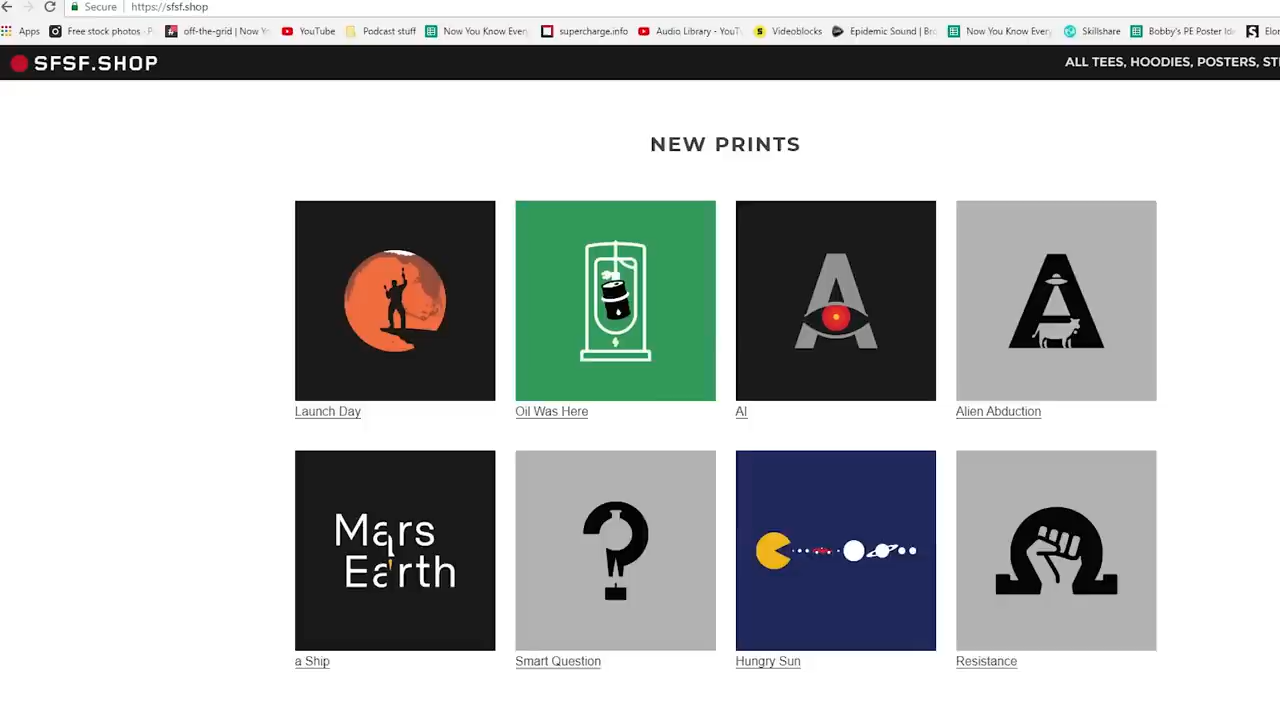 Secure
https://sfsf.shop
Apps
Free stock photos · P
off-the-grid | Now Y
YouTube
Podcast stuff
Now You Know Every
supercharge.info
Audio Library - YouT
Videoblocks
Epidemic Sound | Br
Now You Know Every
Skillshare
Bobby's PE Poster Id
Elor
SFSF.SHOP
ALL TEES, HOODIES, POSTERS, ST
NEW PRINTS
Launch Day
Oil Was Here
A
AI
A
Alien Abduction
Mars
Earth
a Ship
?
Smart Question
Hungry Sun
Ω
Resistance